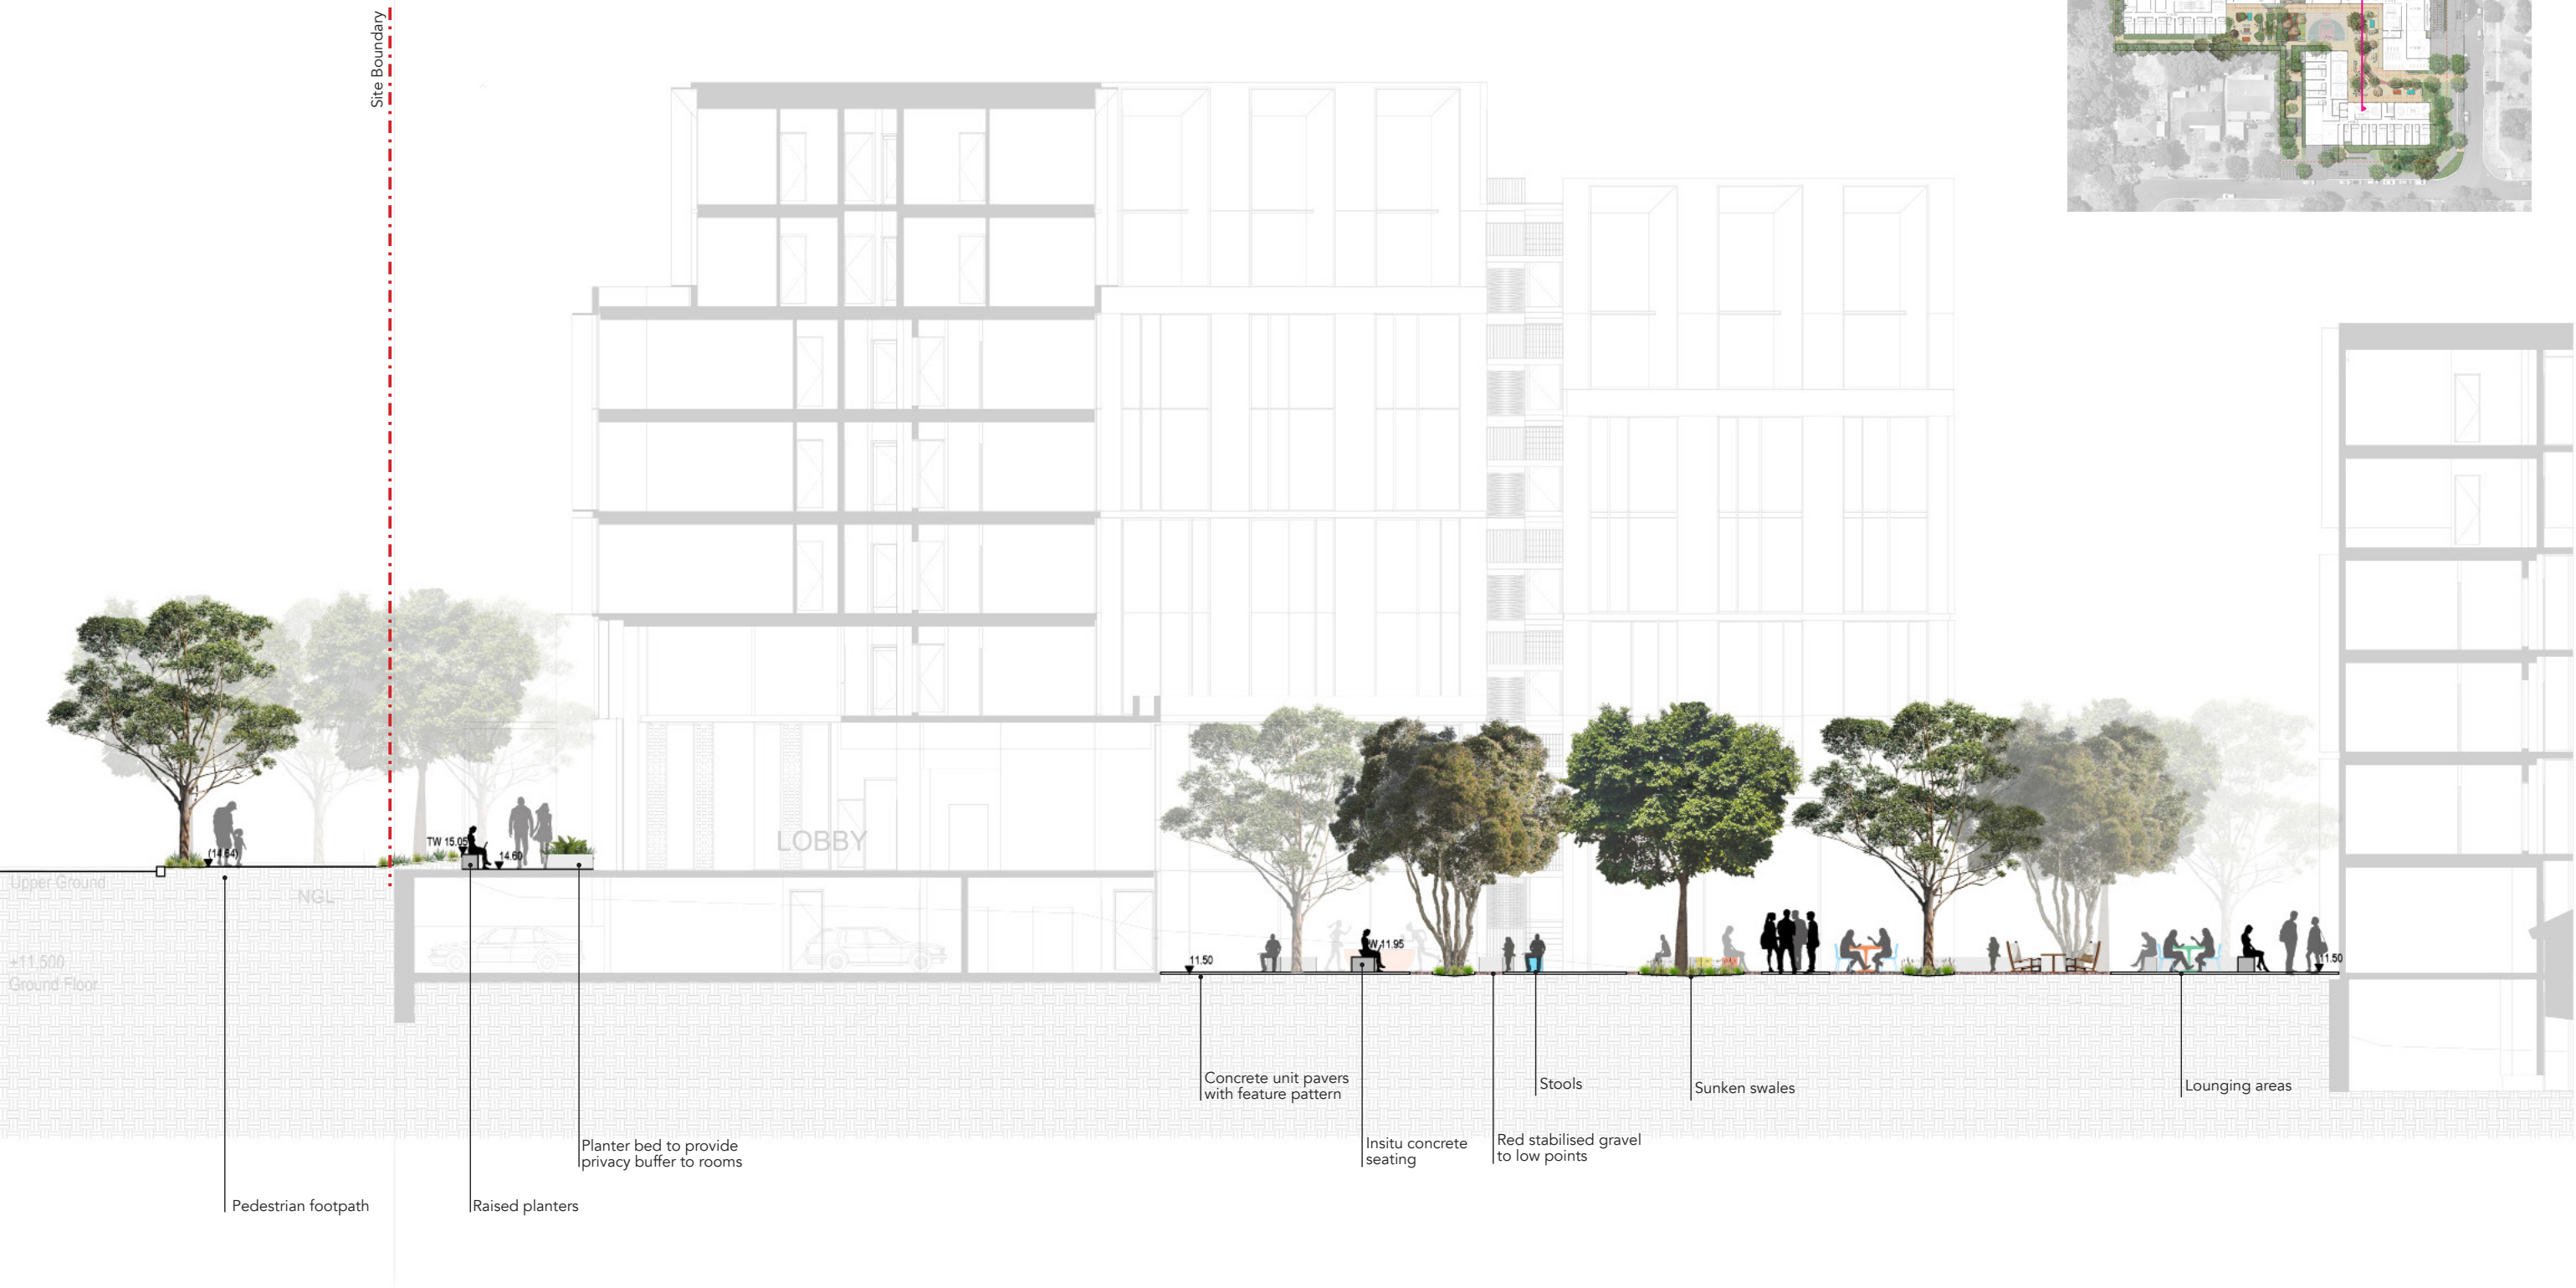 Site Boundary
LOBBY
TW 15.05
(14.64)
14.60
Upper Ground
NGL
W 11.95
11.50
11.50
+11.500
Ground Floor
Concrete unit pavers
with feature pattern
Stools
Sunken swales
Lounging areas
Planter bed to provide
privacy buffer to rooms
Insitu concrete
seating
Red stabilised gravel
to low points
Pedestrian footpath
Raised planters